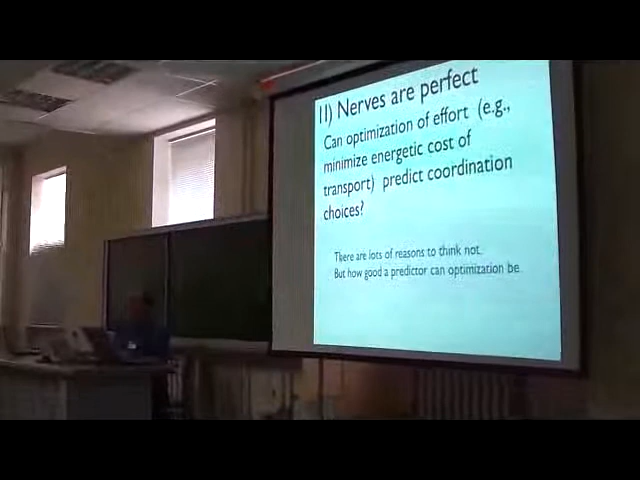 II) Nerves are perfect
Can optimization of effort (e.g.,
minimize energetic cost of
transport) predict coordination
choices?
There are lots of reasons to think not.
But how good a predictor can optimization be.